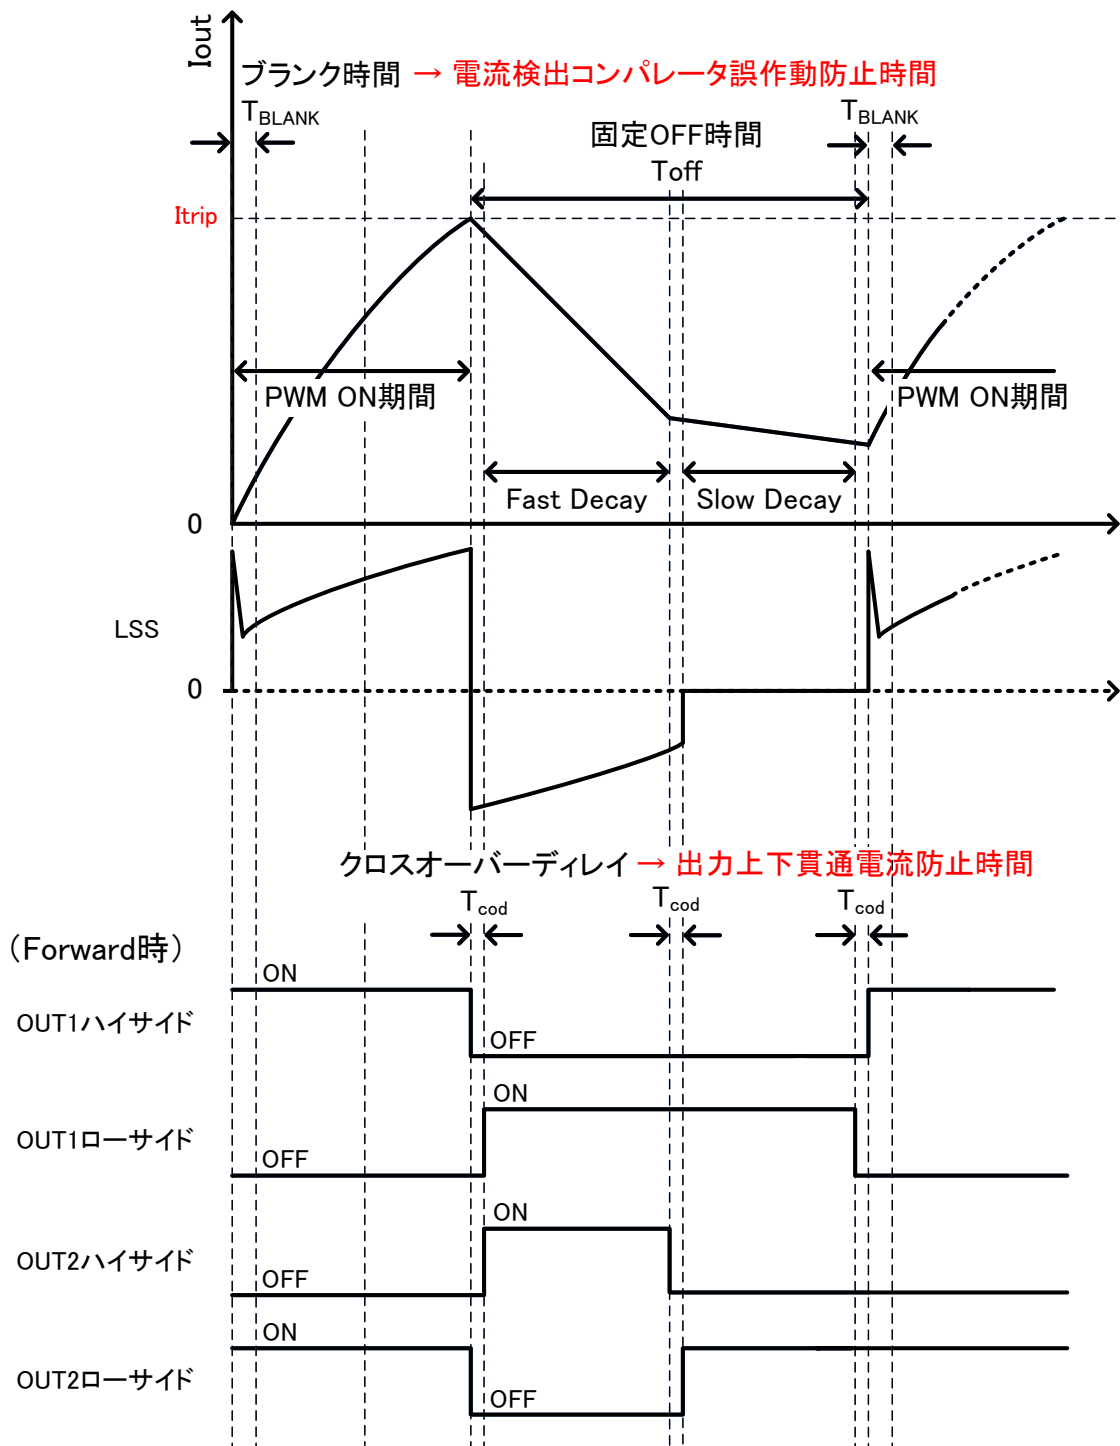 Iout
ブランク時間 → 電流検出コンパレータ誤作動防止時間
TBLANK
TBLANK
固定OFF時間
Toff
Itrip
PWM ON期間
PWM ON期間
Fast Decay
Slow Decay
0
LSS
0
クロスオーバーディレイ → 出力上下貫通電流防止時間
Tcod
Tcod
Tcod
(Forward時)
ON
OUT1ハイサイド
OFF
ON
OUT1ローサイド
OFF
ON
OUT2ハイサイド
OFF
ON
OUT2ローサイド
OFF